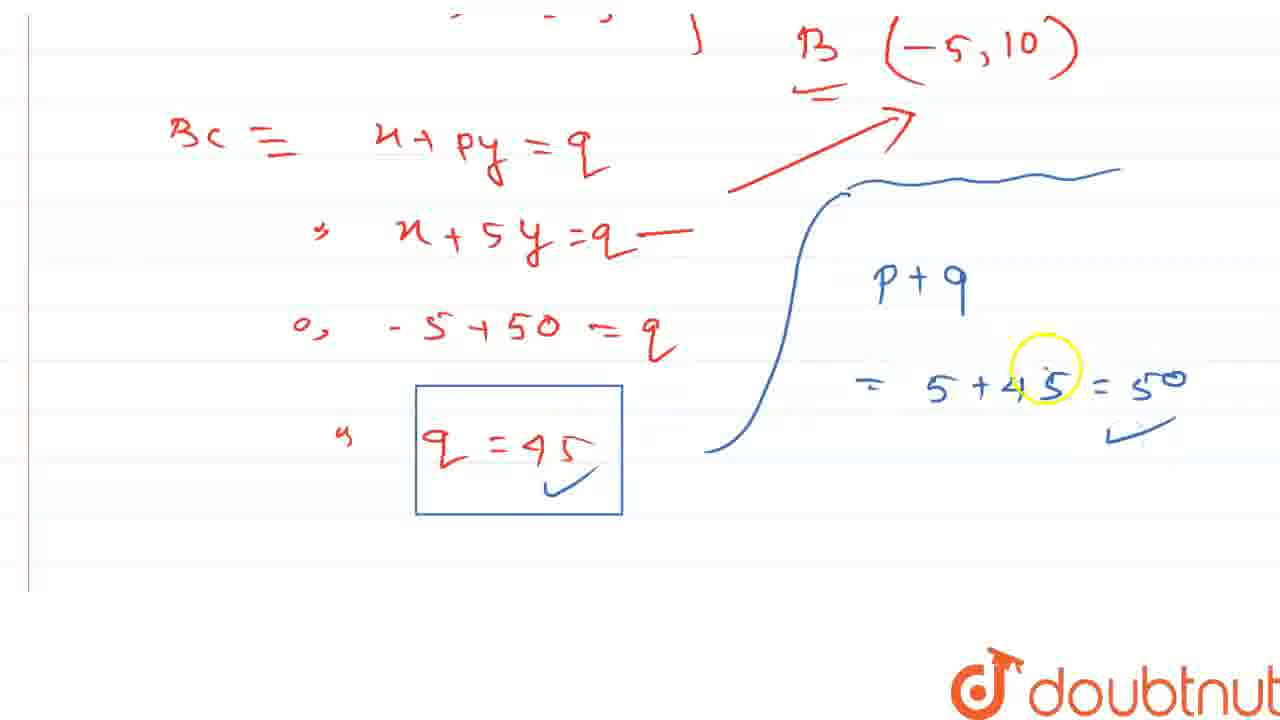 B (-5, 10)
BC ≡ x + py = q
x + 5y = q —
-5 + 50 = q
q = 45
p + q
= 5 + 45 = 50
doubtnut